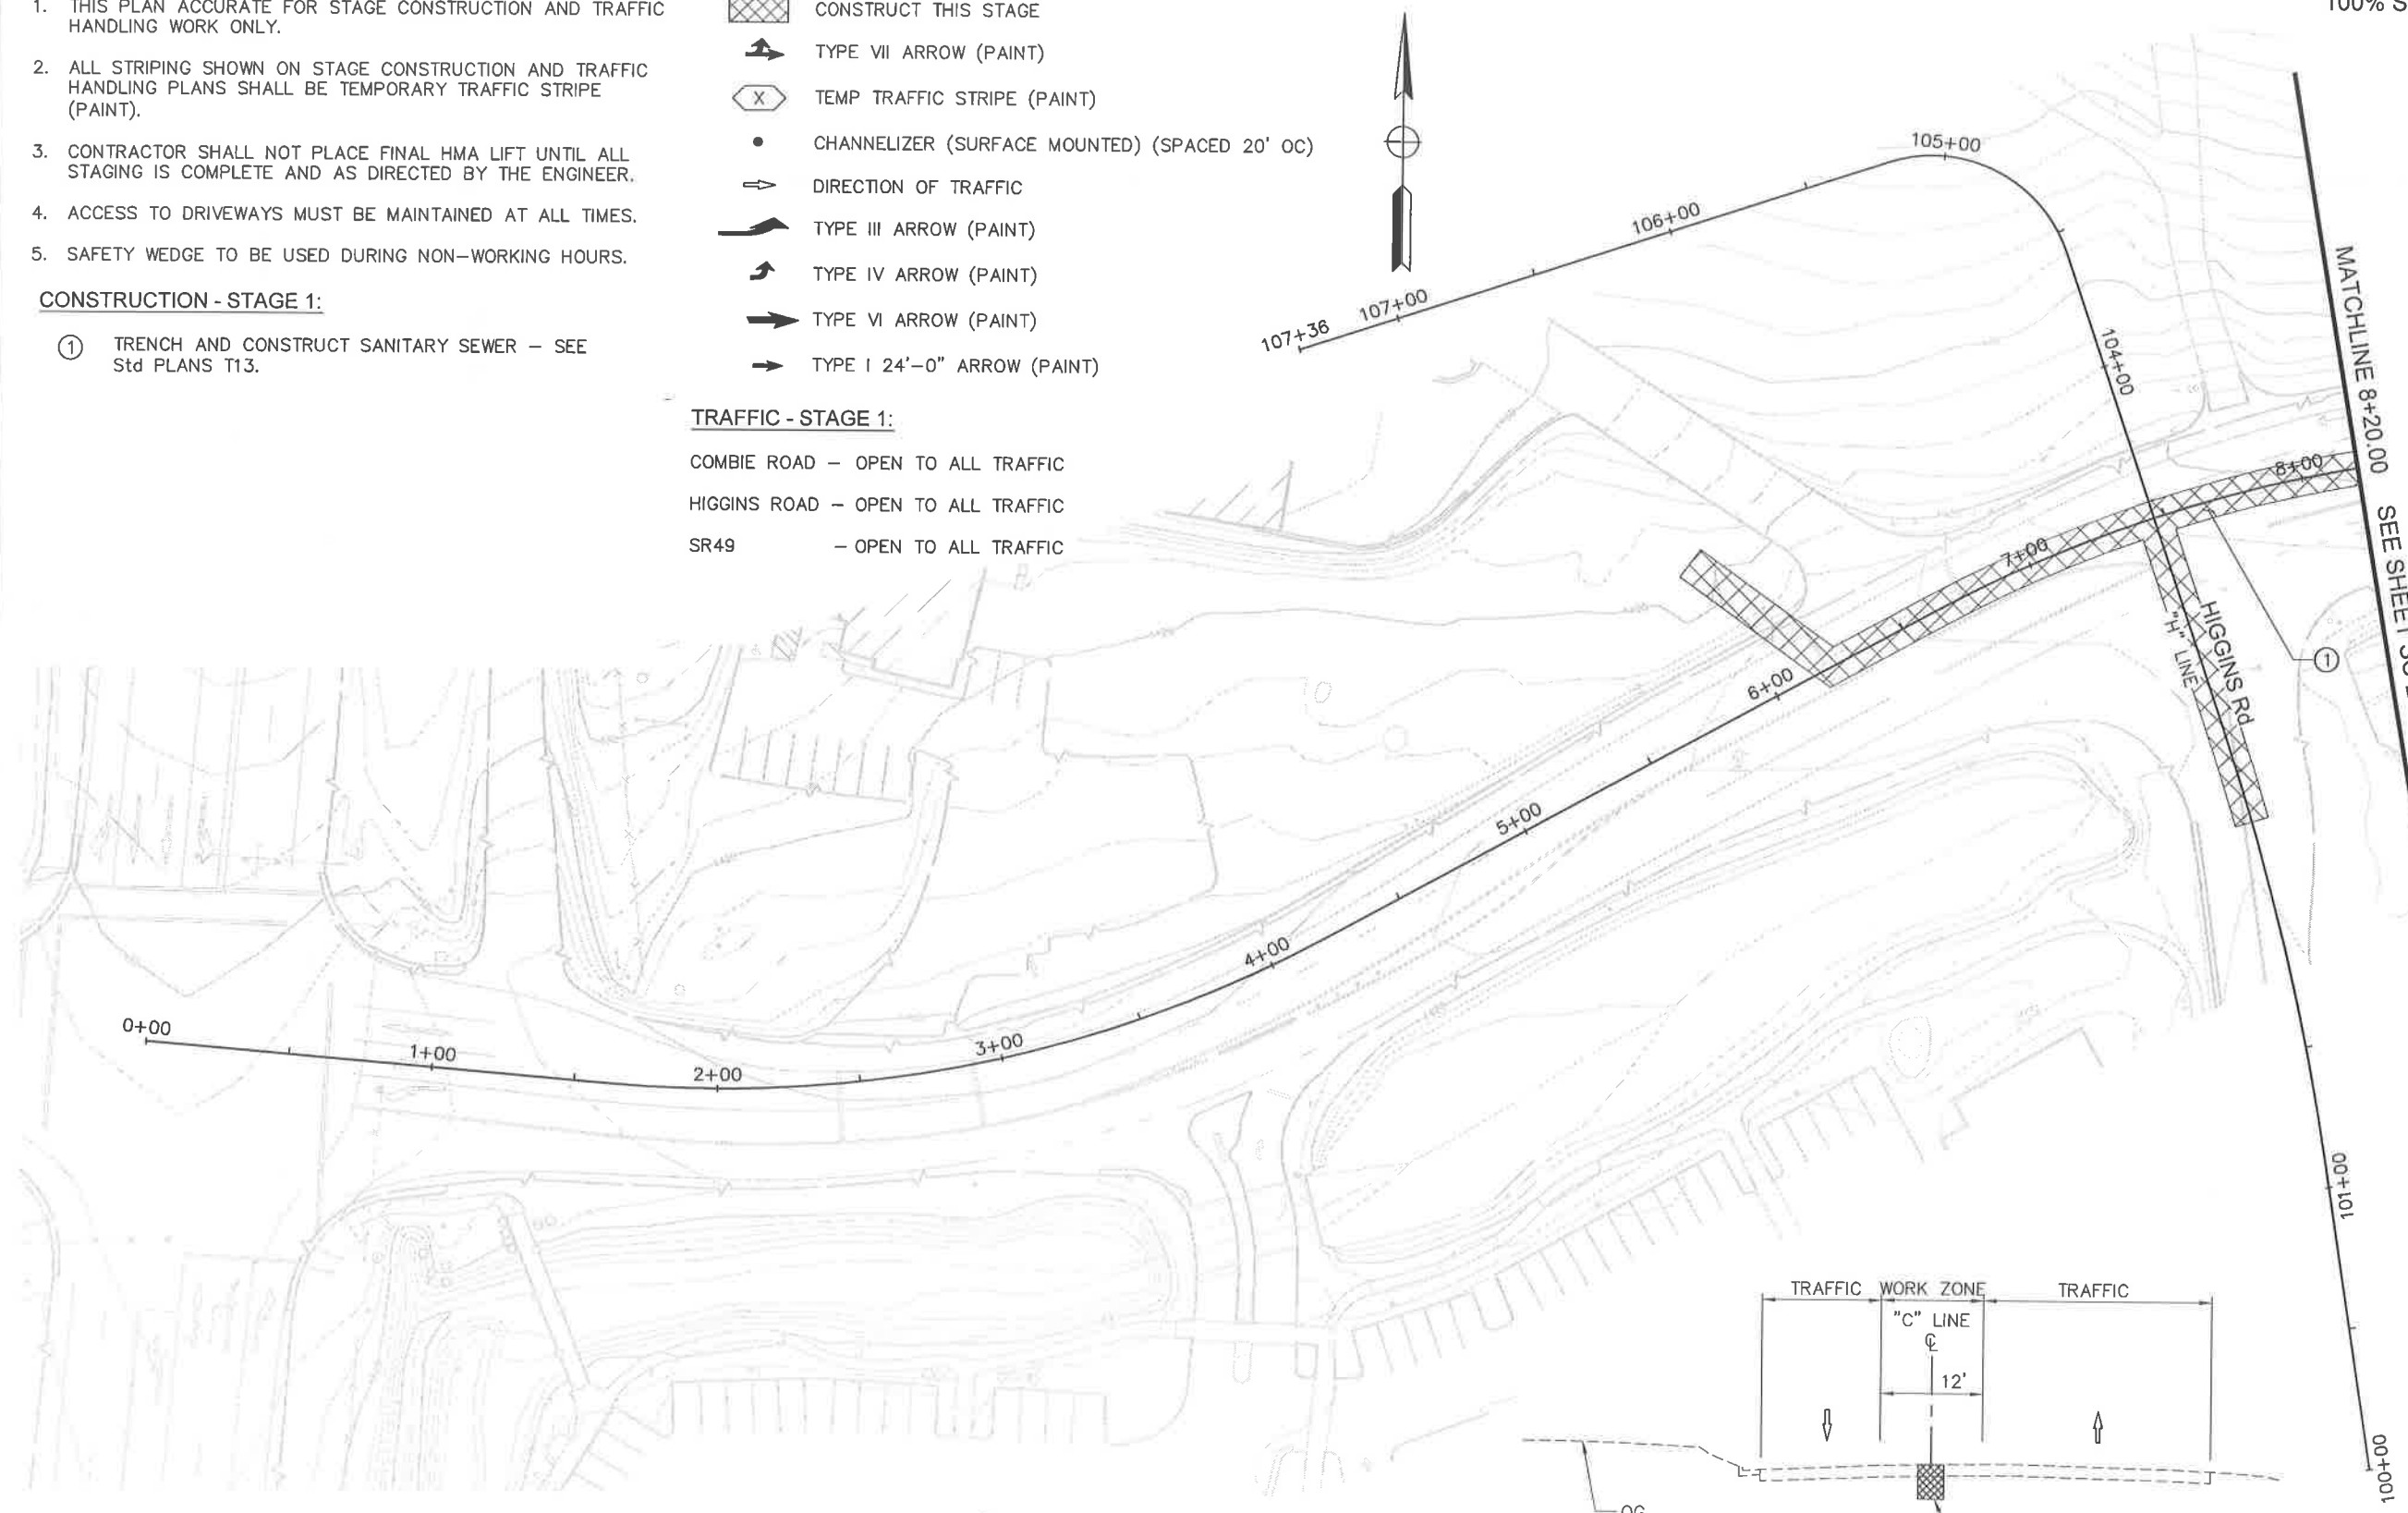 100% S
1. THIS PLAN ACCURATE FOR STAGE CONSTRUCTION AND TRAFFIC
HANDLING WORK ONLY.
2. ALL STRIPING SHOWN ON STAGE CONSTRUCTION AND TRAFFIC
HANDLING PLANS SHALL BE TEMPORARY TRAFFIC STRIPE
(PAINT).
3. CONTRACTOR SHALL NOT PLACE FINAL HMA LIFT UNTIL ALL
STAGING IS COMPLETE AND AS DIRECTED BY THE ENGINEER.
4. ACCESS TO DRIVEWAYS MUST BE MAINTAINED AT ALL TIMES.
5. SAFETY WEDGE TO BE USED DURING NON-WORKING HOURS.
CONSTRUCTION - STAGE 1:
1 TRENCH AND CONSTRUCT SANITARY SEWER - SEE
Std PLANS T13.
CONSTRUCT THIS STAGE
TYPE VII ARROW (PAINT)
X TEMP TRAFFIC STRIPE (PAINT)
CHANNELIZER (SURFACE MOUNTED) (SPACED 20' OC)
DIRECTION OF TRAFFIC
TYPE III ARROW (PAINT)
TYPE IV ARROW (PAINT)
TYPE VI ARROW (PAINT)
TYPE I 24'-0" ARROW (PAINT)
TRAFFIC - STAGE 1:
COMBIE ROAD - OPEN TO ALL TRAFFIC
HIGGINS ROAD - OPEN TO ALL TRAFFIC
SR49 - OPEN TO ALL TRAFFIC
105+00
106+00
107+00
107+36
104+00
MATCHLINE 8+20.00 SEE SHEET
8+00
7+00
6+00
5+00
4+00
3+00
2+00
1+00
0+00
HIGGINS Rd
"H" LINE
1
101+00
100+00
TRAFFIC WORK ZONE TRAFFIC
"C" LINE
℄
12'
OG